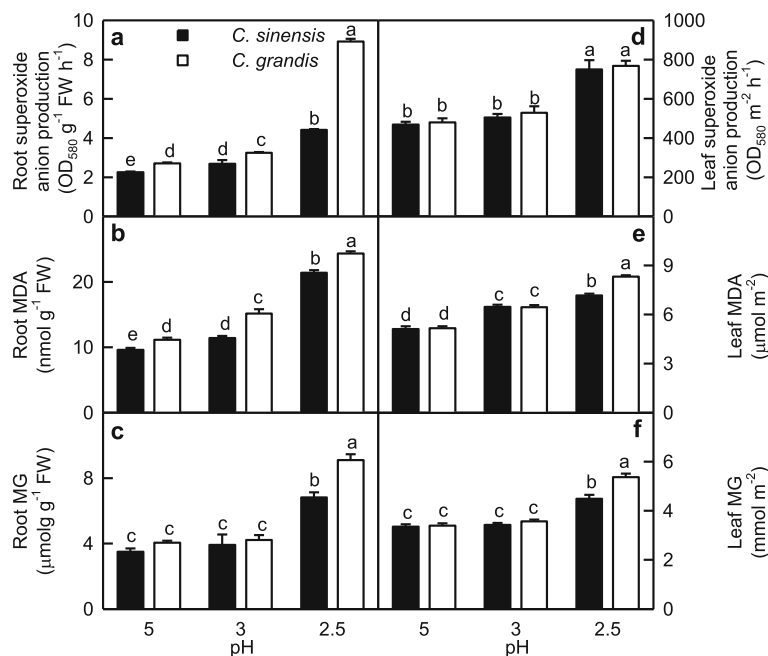 a
C. sinensis
C. grandis
Root superoxide
anion production
(OD580 g-1 FW h-1)
10
8
6
4
2
0
e d d c b a
d
Leaf superoxide
anion production
(OD580 m-2 h-1)
1000
800
600
400
200
0
b b b b a a
b
Root MDA
(nmol g-1 FW)
20
10
0
e d d c b a
e
Leaf MDA
(μmol m-2)
9
6
3
0
d d c c b a
c
Root MG
(μmolg g-1 FW)
8
4
0
c c c c b a
f
Leaf MG
(mmol m-2)
6
4
2
0
c c c c b a
5 3 2.5
pH
5 3 2.5
pH